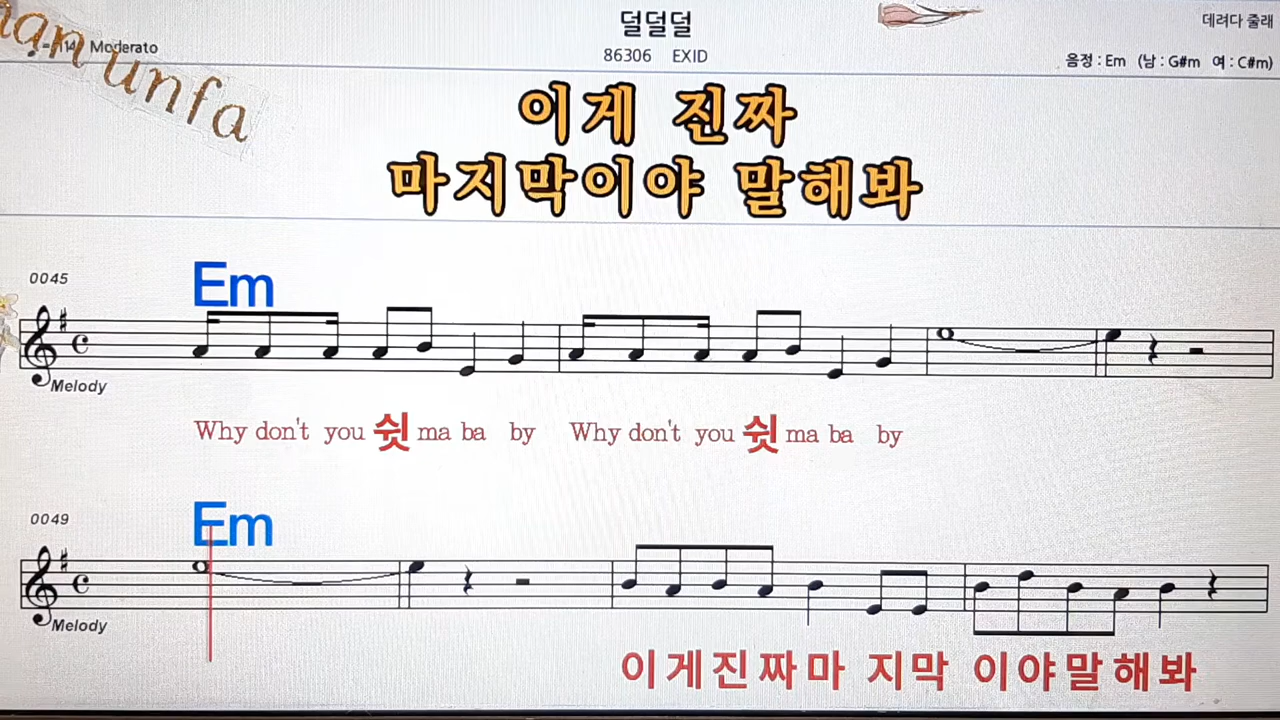 덜덜덜
데려다 줄래
Moderato
86306 EXID
음정 : Em (남 : G#m 여 : C#m)
unfa
이게 진짜
마지막이야 말해봐
0045
Em
Melody
Why don't you 쉿 ma ba by Why don't you 쉿 ma ba by
0049
Em
Melody
이게진짜마 지막 이야말해봐